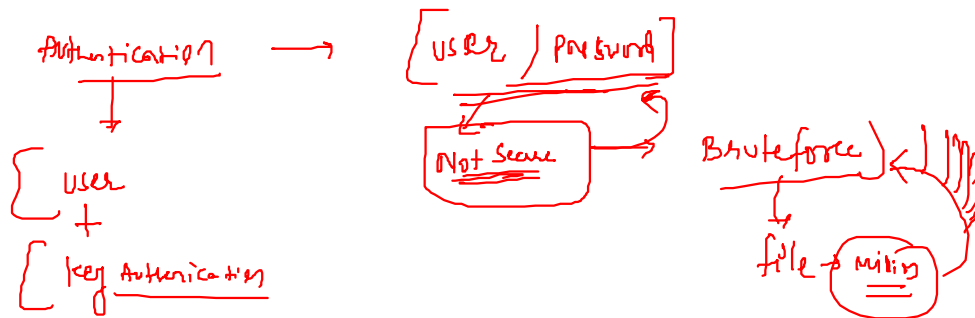 Authentication
[ USER / Password ]
Not Secure
Bruteforce
file
User
+
Key Authentication